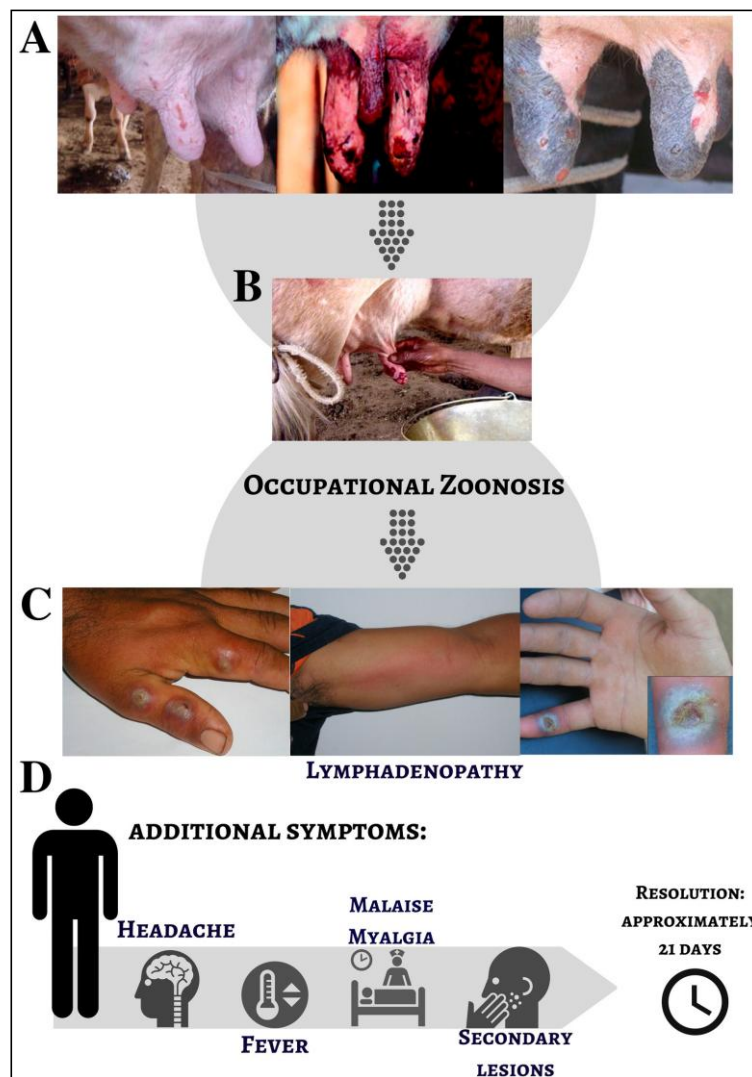 A
B
OCCUPATIONAL ZOONOSIS
C
LYMPHADENOPATHY
D
ADDITIONAL SYMPTOMS:
HEADACHE
FEVER
MALAISE
MYALGIA
SECONDARY
LESIONS
RESOLUTION:
APPROXIMATELY
21 DAYS